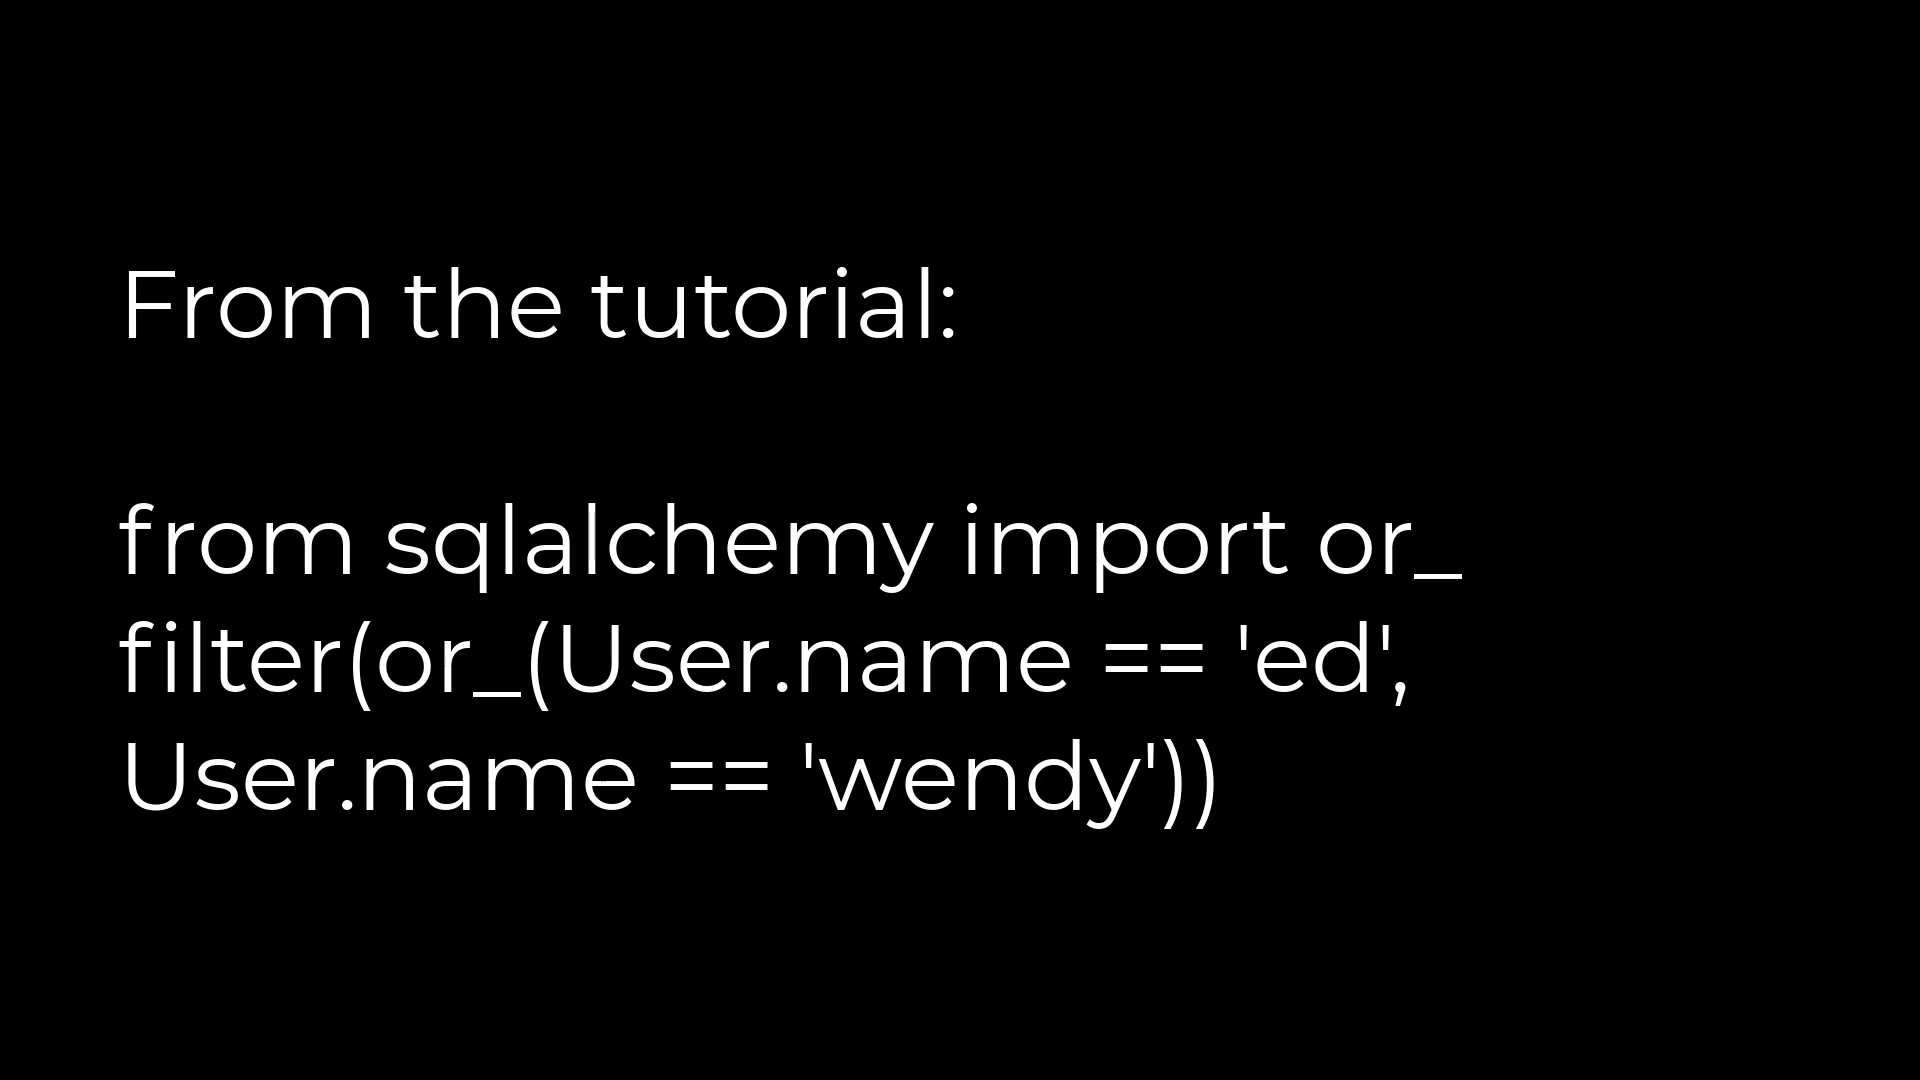 From the tutorial:
from sqlalchemy import or_
filter(or_(User.name == 'ed',
User.name == 'wendy'))